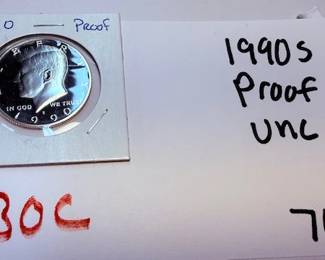 O — Proof
LIBERTY
IN GOD WE TRUST
S
1990
1990s
Proof
unc
30C